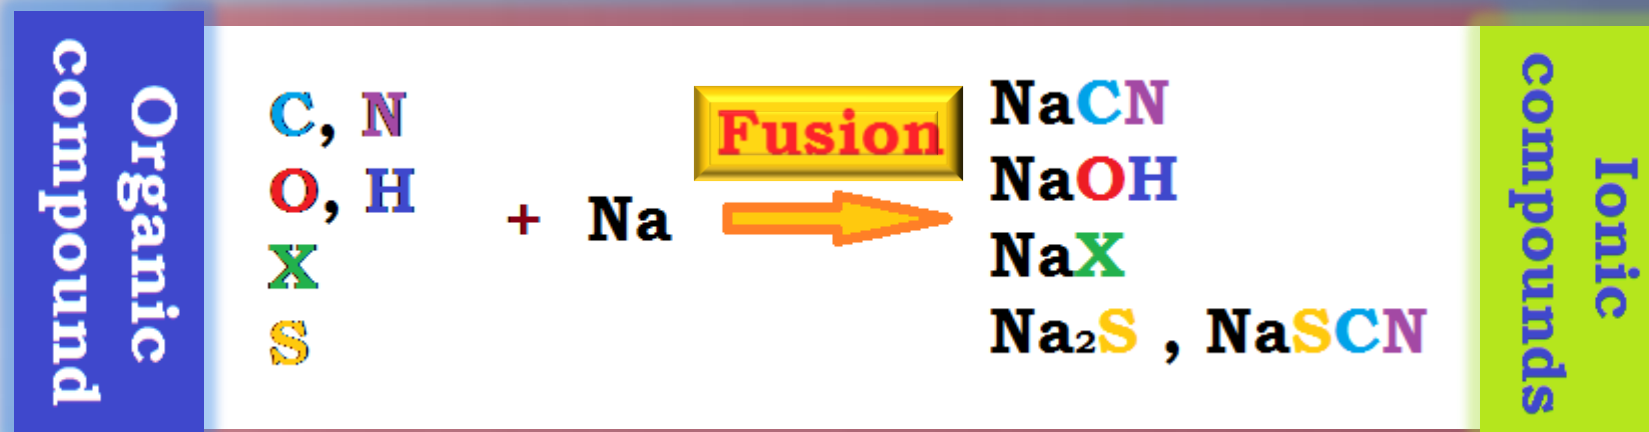 Organic
compound
C, N
O, H
X
S
+ Na
Fusion
NaCN
NaOH
NaX
Na₂S , NaSCN
Ionic
compounds